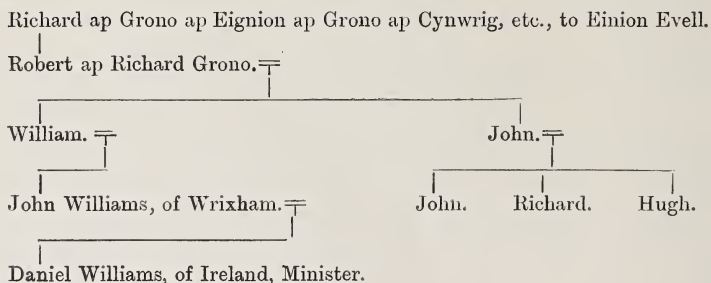 Richard ap Grono ap Eignion ap Grono ap Cynwrig, etc., to Einion Evell.
Robert ap Richard Grono.
William. John.
John Williams, of Wrixham. John. Richard. Hugh.
Daniel Williams, of Ireland, Minister.